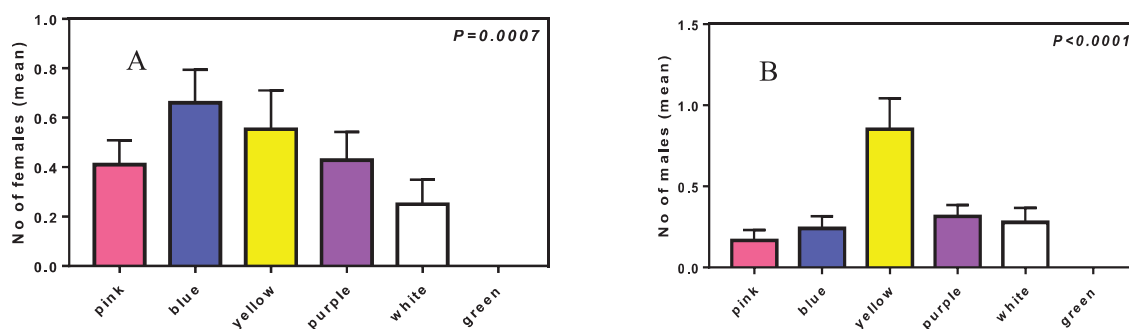 No of females (mean)
1.0
0.8
0.6
0.4
0.2
0.0
A
P=0.0007
pink
blue
yellow
purple
white
green
No of males (mean)
1.5
1.0
0.5
0.0
B
P<0.0001
pink
blue
yellow
purple
white
green